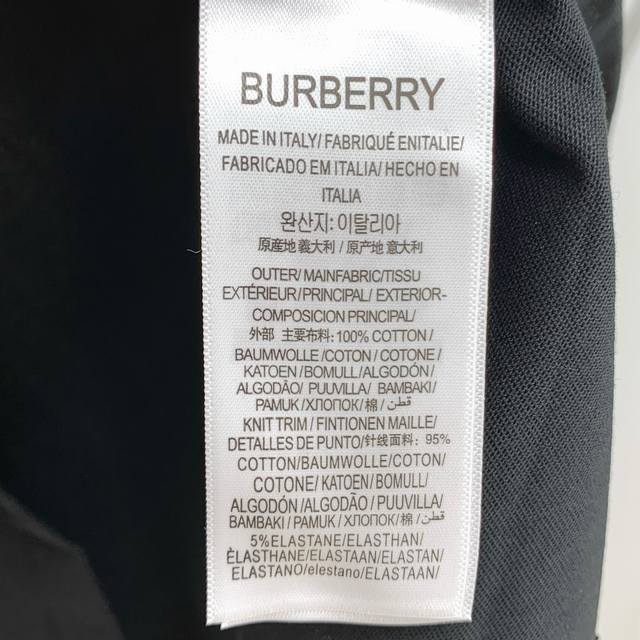 BURBERRY
MADE IN ITALY/ FABRIQUÉ ENITALIE/
FABRICADO EM ITALIA/ HECHO EN
ITALIA
완산지: 이탈리아
原産地 義大利 / 原产地 意大利
OUTER/ MAINFABRIC/TISSU
EXTÉRIEUR/PRINCIPAL/ EXTERIOR-
COMPOSICION PRINCIPAL/
外部 主要布料: 100% COTTON/
BAUMWOLLE/COTON/ COTONE/
KATOEN/BOMULL/ALGODÓN/
ALGODÃO/ PUUVILLA/ BAMBAKI/
PAMUK/ХЛОПОК/棉/قطن/
KNIT TRIM/ FINTIONEN MAILLE/
DETALLES DE PUNTO/针线面料: 95%
COTTON/BAUMWOLLE/COTON/
COTONE/ KATOEN/ BOMULL/
ALGODÓN /ALGODÃO / PUUVILLA/
BAMBAKI / PAMUK / ХЛОПОК/棉/قطن/
5%ELASTANE/ELASTHAN/
ÈLASTHANE/ELASTAAN/ELASTAN/
ELASTANO/elestano/ELASTAAN/